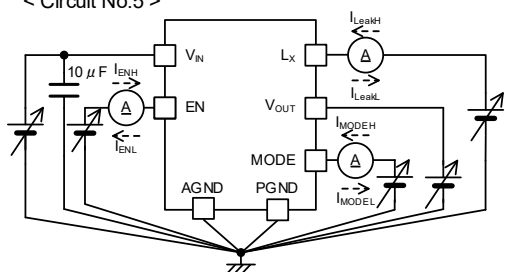 < Circuit No.5 >
I_LeakH
A
I_LeakL
V_IN
L_X
10 μF
I_ENH
A
I_ENL
EN
V_OUT
I_MODEH
MODE
A
I_MODEL
AGND
PGND